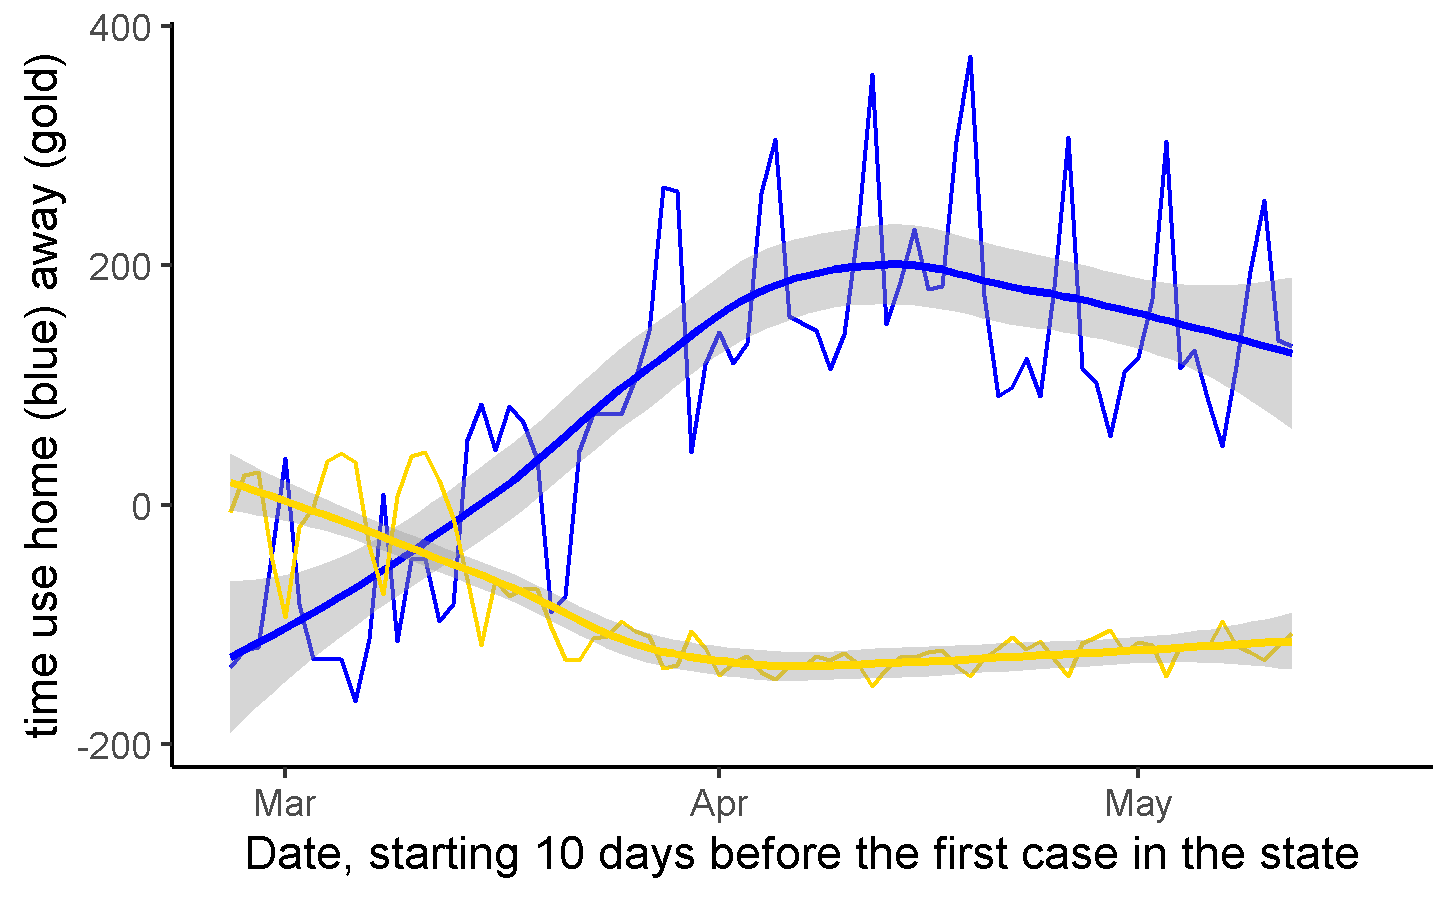 time use home (blue) away (gold)
400
200
0
-200
Mar Apr May
Date, starting 10 days before the first case in the state